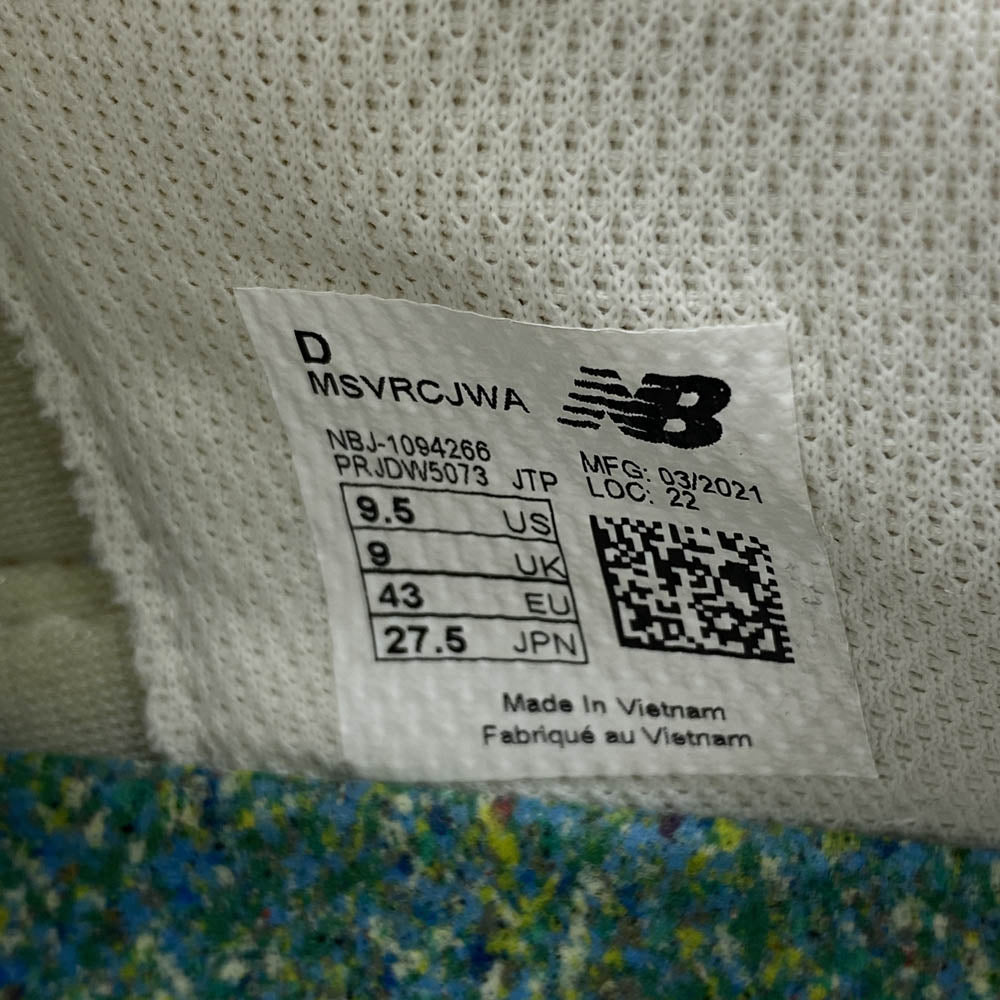 D
MSVRCJWA
NB
NBJ-1094266
PRJDW5073 JTP
MFG: 03/2021
LOC: 22
9.5 US
9 UK
43 EU
27.5 JPN
Made In Vietnam
Fabriqué au Vietnam